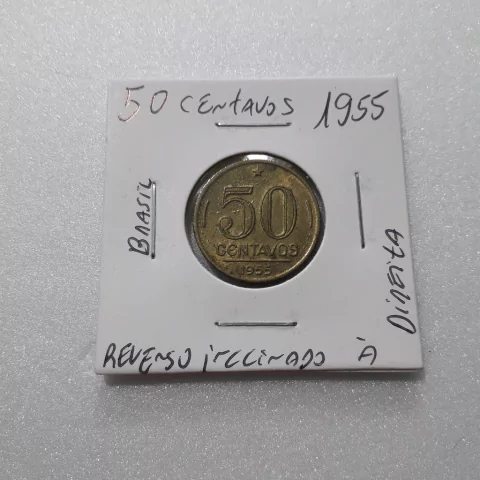 50 CENTAVOS 1955
BRASIL
50
CENTAVOS
1955
REVERSO INCLINADO À
DIREITA